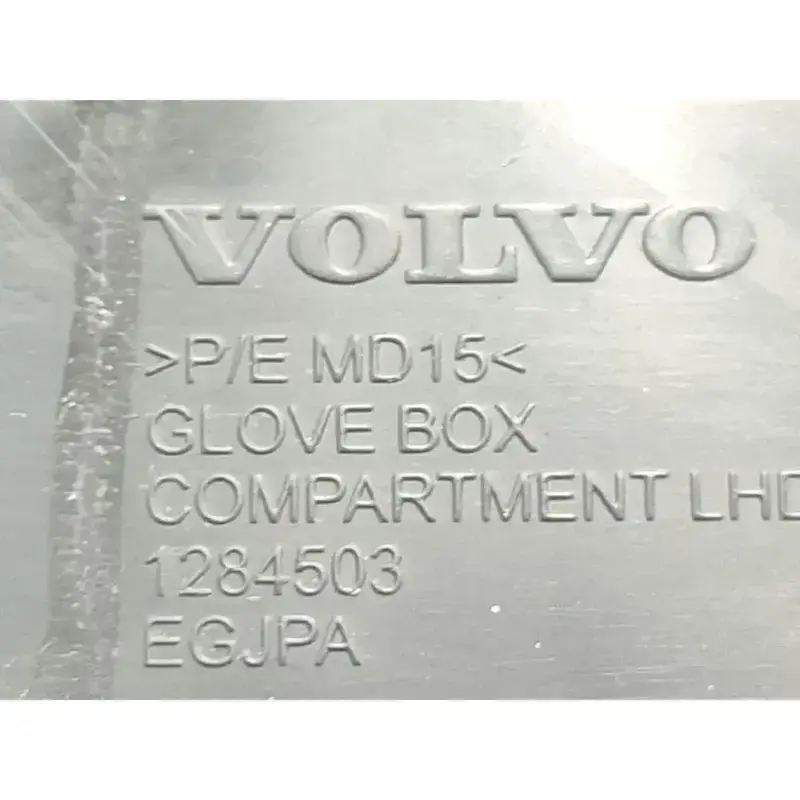 VOLVO
>P/E MD15<
GLOVE BOX
COMPARTMENT LHD
1284503
EGJPA